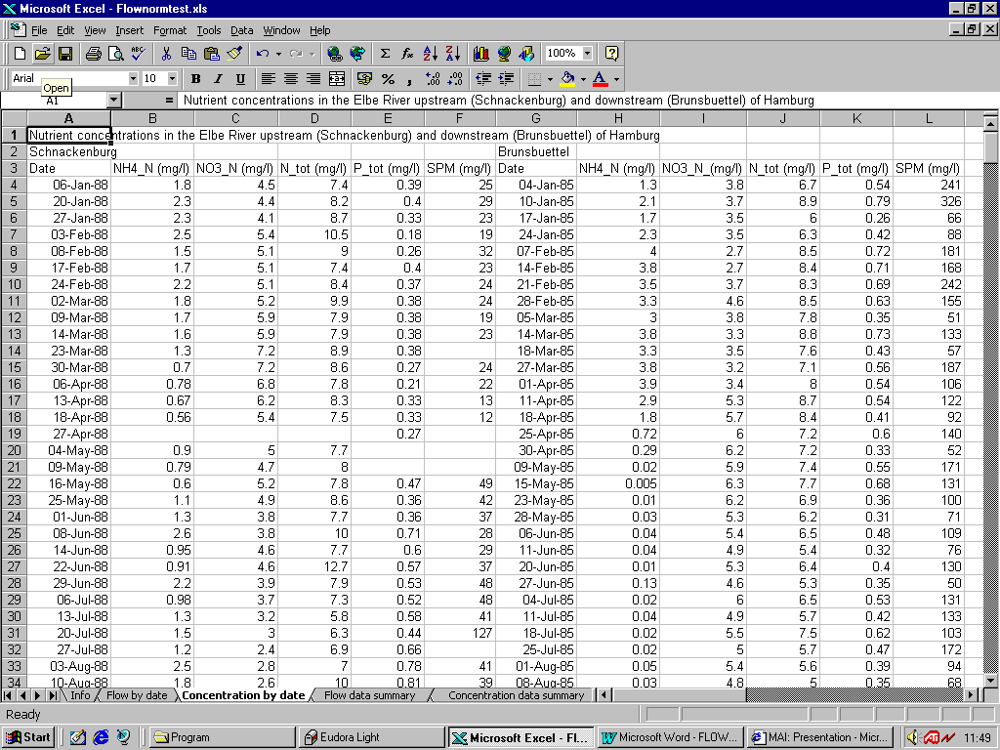 Microsoft Excel - Flownormtest.xls
File Edit View Insert Format Tools Data Window Help
100%
Arial 10 B I U
Open
A1 = Nutrient concentrations in the Elbe River upstream (Schnackenburg) and downstream (Brunsbuettel) of Hamburg
A B C D E F G H I J K L
1 Nutrient concentrations in the Elbe River upstream (Schnackenburg) and downstream (Brunsbuettel) of Hamburg
2 Schnackenburg Brunsbuettel
3 Date NH4_N (mg/l) NO3_N (mg/l) N_tot (mg/l) P_tot (mg/l) SPM (mg/l) Date NH4_N (mg/l) NO3_N_(mg/l) N_tot (mg/l) P_tot (mg/l) SPM (mg/l)
4 06-Jan-88 1.8 4.5 7.4 0.39 25 04-Jan-85 1.3 3.8 6.7 0.54 241
5 20-Jan-88 2.3 4.4 8.2 0.4 29 10-Jan-85 2.1 3.7 8.9 0.79 326
6 27-Jan-88 2.3 4.1 8.7 0.33 23 17-Jan-85 1.7 3.5 6 0.26 66
7 03-Feb-88 2.5 5.4 10.5 0.18 19 24-Jan-85 2.3 3.5 6.3 0.42 88
8 08-Feb-88 1.5 5.1 9 0.26 32 07-Feb-85 4 2.7 8.5 0.72 181
9 17-Feb-88 1.7 5.1 7.4 0.4 23 14-Feb-85 3.8 2.7 8.4 0.71 168
10 24-Feb-88 2.2 5.1 8.4 0.37 24 21-Feb-85 3.5 3.7 8.3 0.69 242
11 02-Mar-88 1.8 5.2 9.9 0.38 24 28-Feb-85 3.3 4.6 8.5 0.63 155
12 09-Mar-88 1.7 5.9 7.9 0.38 19 05-Mar-85 3 3.8 7.8 0.35 51
13 14-Mar-88 1.6 5.9 7.9 0.38 23 14-Mar-85 3.8 3.3 8.8 0.73 133
14 23-Mar-88 1.3 7.2 8.9 0.38 18-Mar-85 3.3 3.5 7.6 0.43 57
15 30-Mar-88 0.7 7.2 8.6 0.27 24 27-Mar-85 3.8 3.2 7.1 0.56 187
16 06-Apr-88 0.78 6.8 7.8 0.21 22 01-Apr-85 3.9 3.4 8 0.54 106
17 13-Apr-88 0.67 6.2 8.3 0.33 13 11-Apr-85 2.9 5.3 8.7 0.54 122
18 18-Apr-88 0.56 5.4 7.5 0.33 12 18-Apr-85 1.8 5.7 8.4 0.41 92
19 27-Apr-88 0.27 25-Apr-85 0.72 6 7.2 0.6 140
20 04-May-88 0.9 5 7.7 30-Apr-85 0.29 6.2 7.2 0.33 52
21 09-May-88 0.79 4.7 8 09-May-85 0.02 5.9 7.4 0.55 171
22 16-May-88 0.6 5.2 7.8 0.47 49 15-May-85 0.005 6.3 7.7 0.68 131
23 25-May-88 1.1 4.9 8.6 0.36 42 23-May-85 0.01 6.2 6.9 0.36 100
24 01-Jun-88 1.3 3.8 7.7 0.36 37 28-May-85 0.03 5.3 6.2 0.31 71
25 08-Jun-88 2.6 3.8 10 0.71 28 06-Jun-85 0.04 5.4 6.5 0.48 109
26 14-Jun-88 0.95 4.6 7.7 0.6 29 11-Jun-85 0.04 4.9 5.4 0.32 76
27 22-Jun-88 0.91 4.6 12.7 0.57 37 20-Jun-85 0.01 5.3 6.4 0.4 130
28 29-Jun-88 2.2 3.9 7.9 0.53 48 27-Jun-85 0.13 4.6 5.3 0.35 50
29 06-Jul-88 0.98 3.7 7.3 0.52 48 04-Jul-85 0.02 6 6.5 0.53 131
30 13-Jul-88 1.3 3.2 5.8 0.58 41 11-Jul-85 0.04 4.9 5.7 0.42 133
31 20-Jul-88 1.5 3 6.3 0.44 127 18-Jul-85 0.02 5.5 7.5 0.62 103
32 27-Jul-88 1.2 2.4 6.9 0.66 25-Jul-85 0.02 5 5.7 0.47 172
33 03-Aug-88 2.5 2.8 7 0.78 41 01-Aug-85 0.05 5.4 5.6 0.39 94
34 10-Aug-88 1.8 2.6 10 0.81 39 08-Aug-85 0.03 4.8 5 0.35 68
Info Flow by date Concentration by date Flow data summary Concentration data summary
Ready
Start Program Eudora Light Microsoft Excel - Fl... Microsoft Word - FLOW... MAI: Presentation - Micr... 11:49